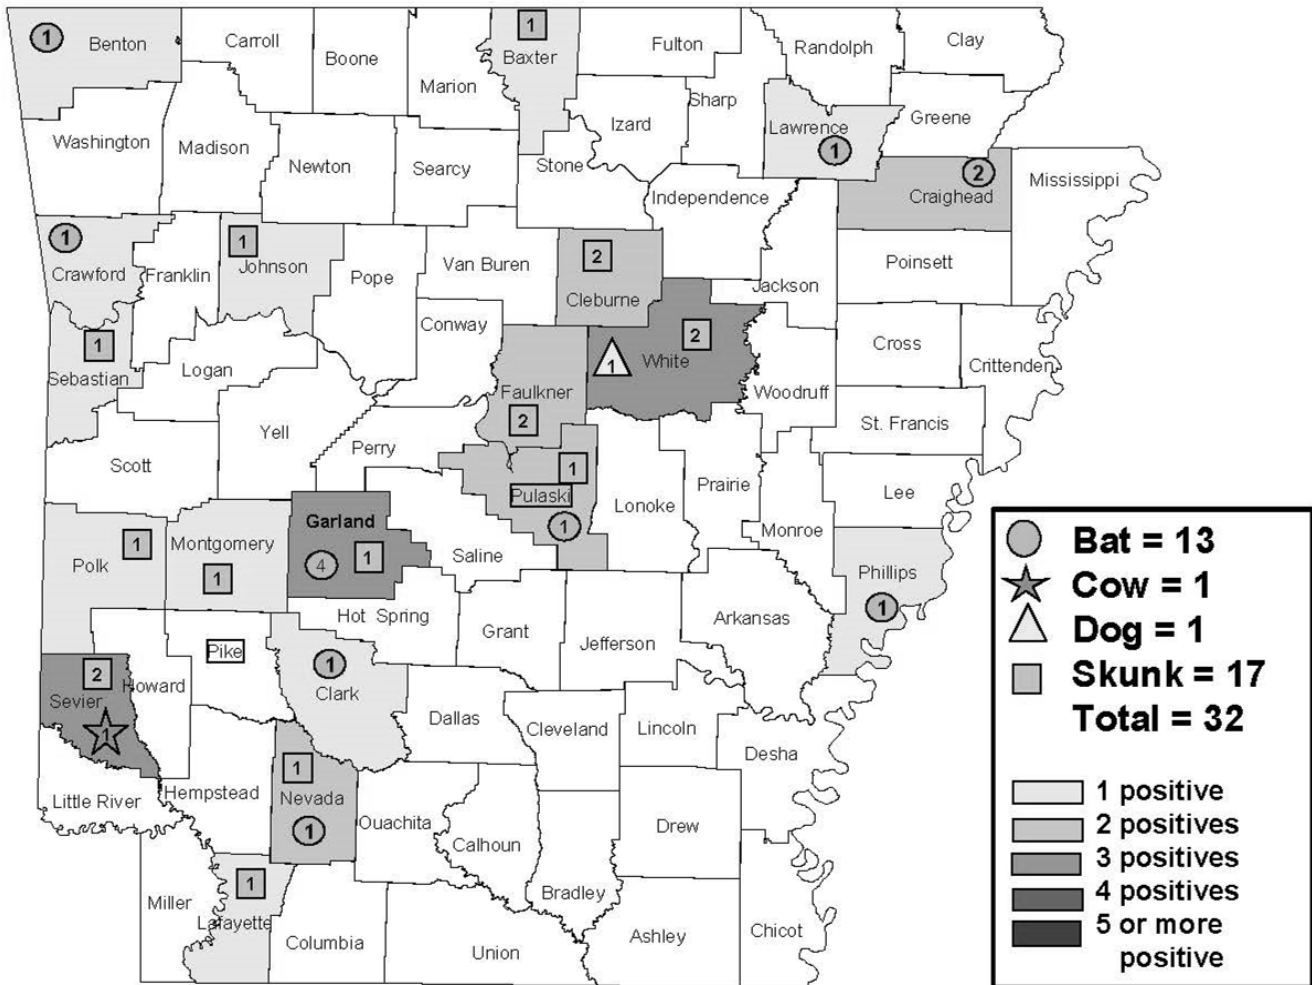 1
Benton
Carroll
Boone
Marion
1
Baxter
Fulton
Sharp
Randolph
Clay
Washington
Madison
Newton
Searcy
Stone
Izard
Lawrence
1
Greene
2
Craighead
Mississippi
Independence
1
Crawford
Franklin
1
Johnson
Pope
Van Buren
2
Cleburne
Jackson
Poinsett
1
Sebastian
Logan
Conway
1
2
White
Woodruff
Cross
Crittenden
Faulkner
2
St. Francis
Scott
Yell
Perry
1
Pulaski
1
Lonoke
Prairie
Monroe
Lee
Polk
1
Montgomery
1
Garland
4
1
Saline
Phillips
1
Hot Spring
Grant
Jefferson
Arkansas
2
Sevier
1
Howard
Pike
1
Clark
Dallas
Cleveland
Lincoln
Desha
Little River
Hempstead
1
Nevada
1
Ouachita
Calhoun
Bradley
Drew
Miller
1
Lafayette
Columbia
Union
Ashley
Chicot
Bat = 13
Cow = 1
Dog = 1
Skunk = 17
Total = 32
1 positive
2 positives
3 positives
4 positives
5 or more
positive